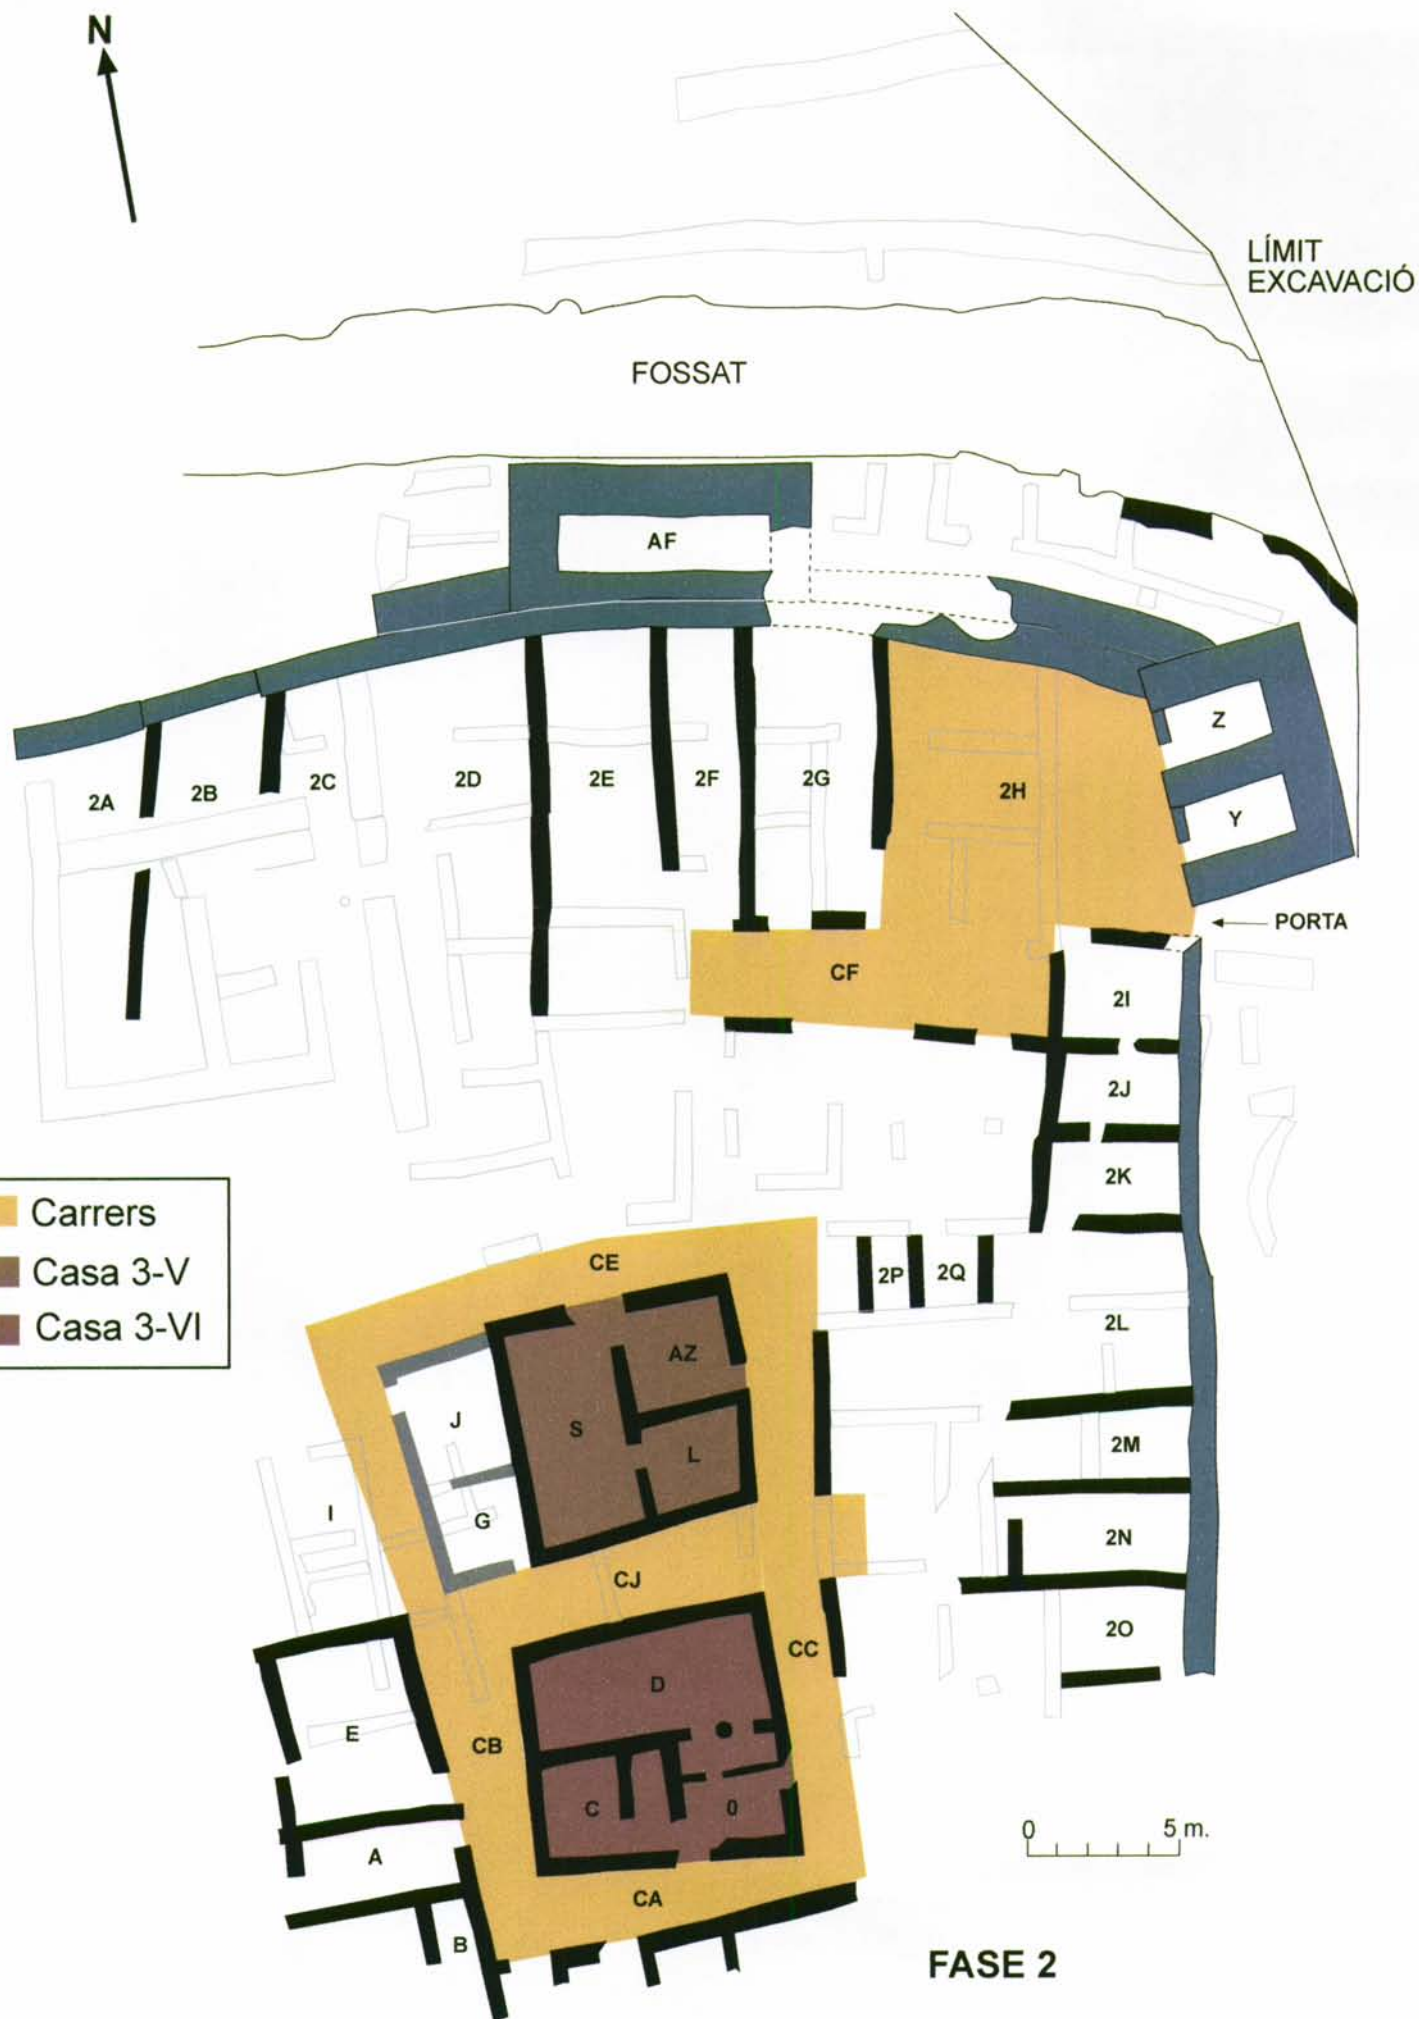 N
LÍMIT
EXCAVACIÓ
FOSSAT
AF
Z
2H
2G
2F
2E
2D
2C
2B
2A
Y
PORTA
CF
2I
2J
2K
Carrers
Casa 3-V
Casa 3-VI
CE
2P
2Q
2L
AZ
J
S
L
2M
I
G
2N
CJ
2O
CC
D
E
CB
C
0
A
0
5 m.
CA
B
FASE 2